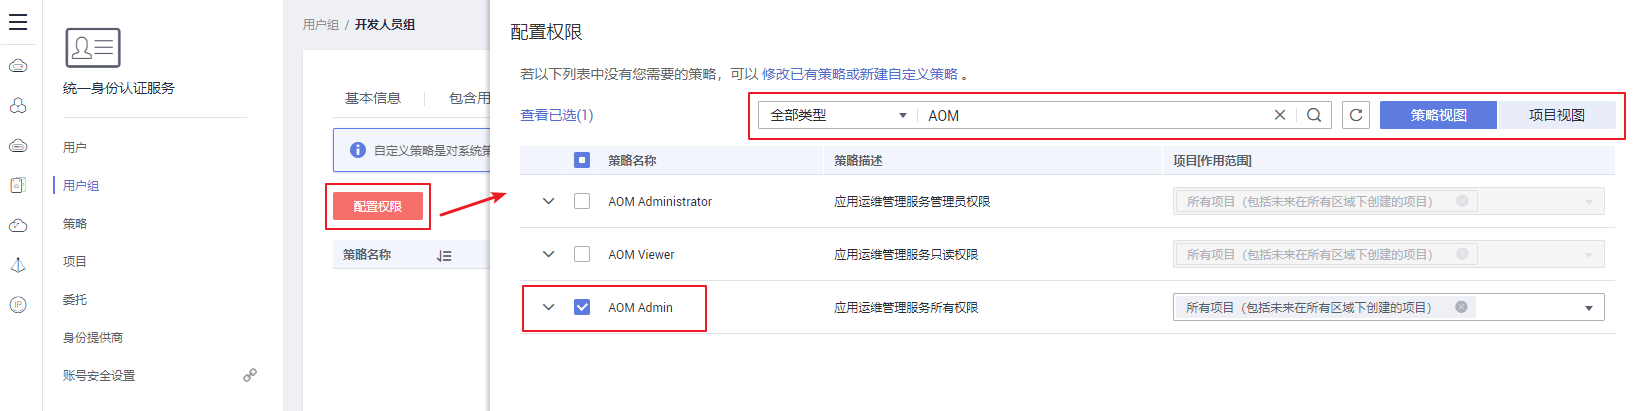 统一身份认证服务
用户
用户组
策略
项目
委托
身份提供商
账号安全设置
IP
用户组 / 开发人员组
基本信息
包含用
自定义策略是对系统策
配置权限
策略名称
配置权限
若以下列表中没有您需要的策略，可以 修改已有策略或新建自定义策略 。
查看已选(1)
全部类型
AOM
策略视图
项目视图
策略名称
策略描述
项目[作用范围]
AOM Administrator
应用运维管理服务管理员权限
所有项目（包括未来在所有区域下创建的项目）
AOM Viewer
应用运维管理服务只读权限
所有项目（包括未来在所有区域下创建的项目）
AOM Admin
应用运维管理服务所有权限
所有项目（包括未来在所有区域下创建的项目）